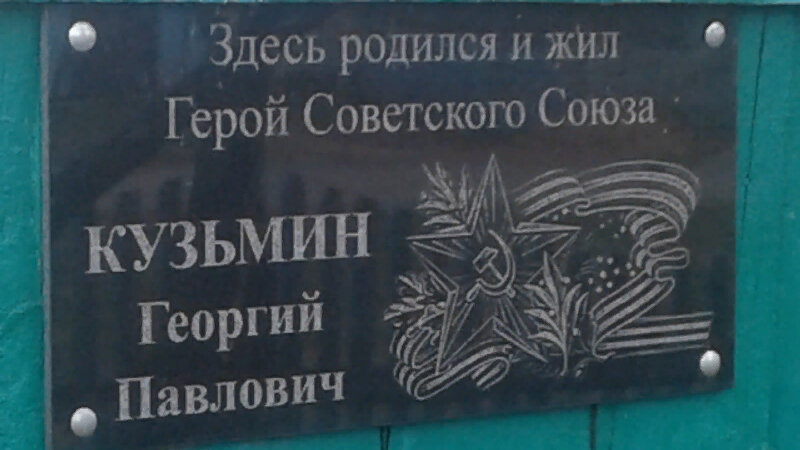 Здесь родился и жил
Герой Советского Союза
КУЗЬМИН
Георгий
Павлович